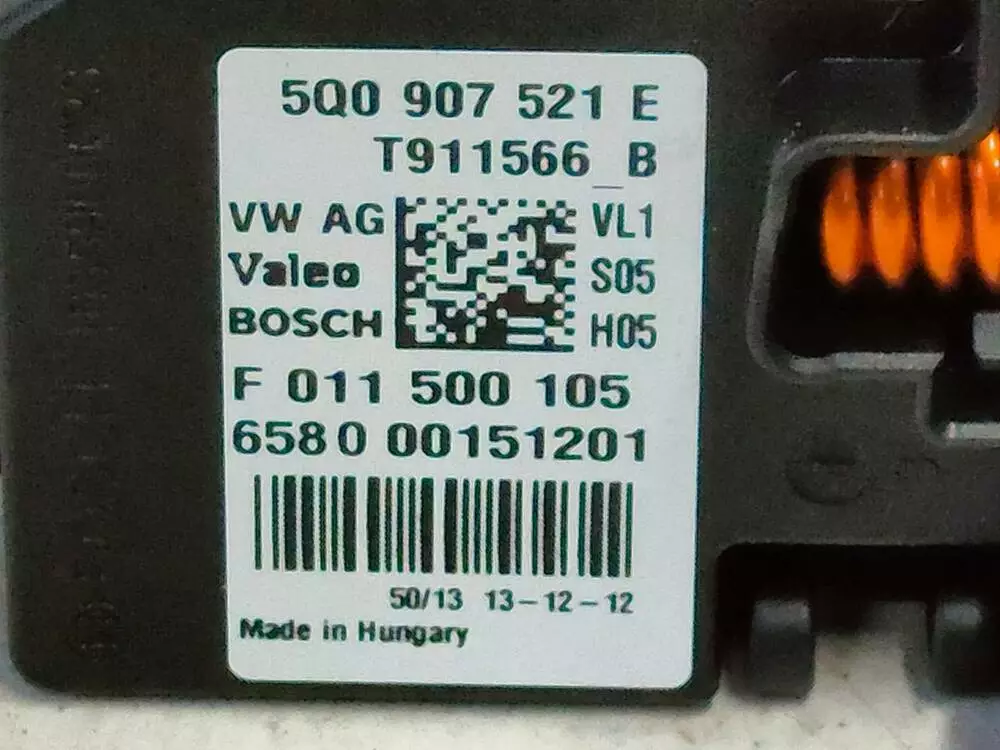 5Q0 907 521 E
T911566_B
VW AG VL1
Valeo S05
BOSCH H05
F 011 500 105
6580 00151201
50/13 13-12-12
Made in Hungary